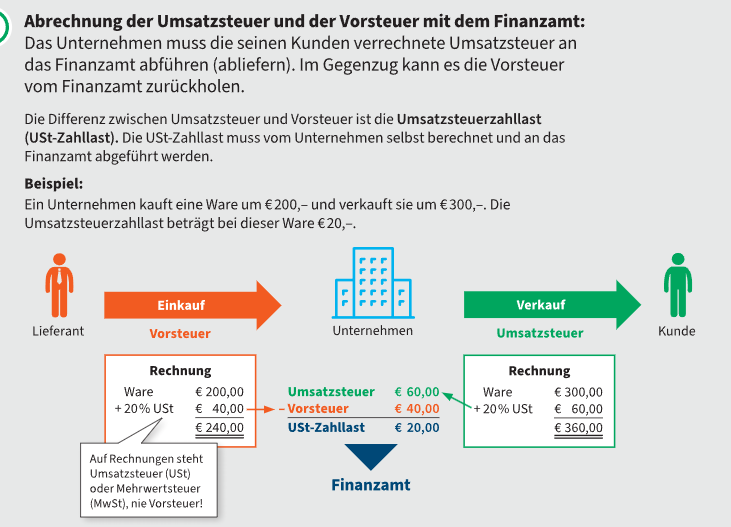 Abrechnung der Umsatzsteuer und der Vorsteuer mit dem Finanzamt:
Das Unternehmen muss die seinen Kunden verrechnete Umsatzsteuer an
das Finanzamt abführen (abliefern). Im Gegenzug kann es die Vorsteuer
vom Finanzamt zurückholen.
Die Differenz zwischen Umsatzsteuer und Vorsteuer ist die Umsatzsteuerzahllast
(USt-Zahllast). Die USt-Zahllast muss vom Unternehmen selbst berechnet und an das
Finanzamt abgeführt werden.
Beispiel:
Ein Unternehmen kauft eine Ware um € 200,– und verkauft sie um € 300,–. Die
Umsatzsteuerzahllast beträgt bei dieser Ware € 20,–.
Lieferant
Einkauf
Vorsteuer
Unternehmen
Verkauf
Umsatzsteuer
Kunde
Rechnung
Ware € 200,00
+ 20 % USt € 40,00
€ 240,00
Auf Rechnungen steht
Umsatzsteuer (USt)
oder Mehrwertsteuer
(MwSt), nie Vorsteuer!
Umsatzsteuer € 60,00
– Vorsteuer € 40,00
USt-Zahllast € 20,00
Finanzamt
Rechnung
Ware € 300,00
+ 20 % USt € 60,00
€ 360,00